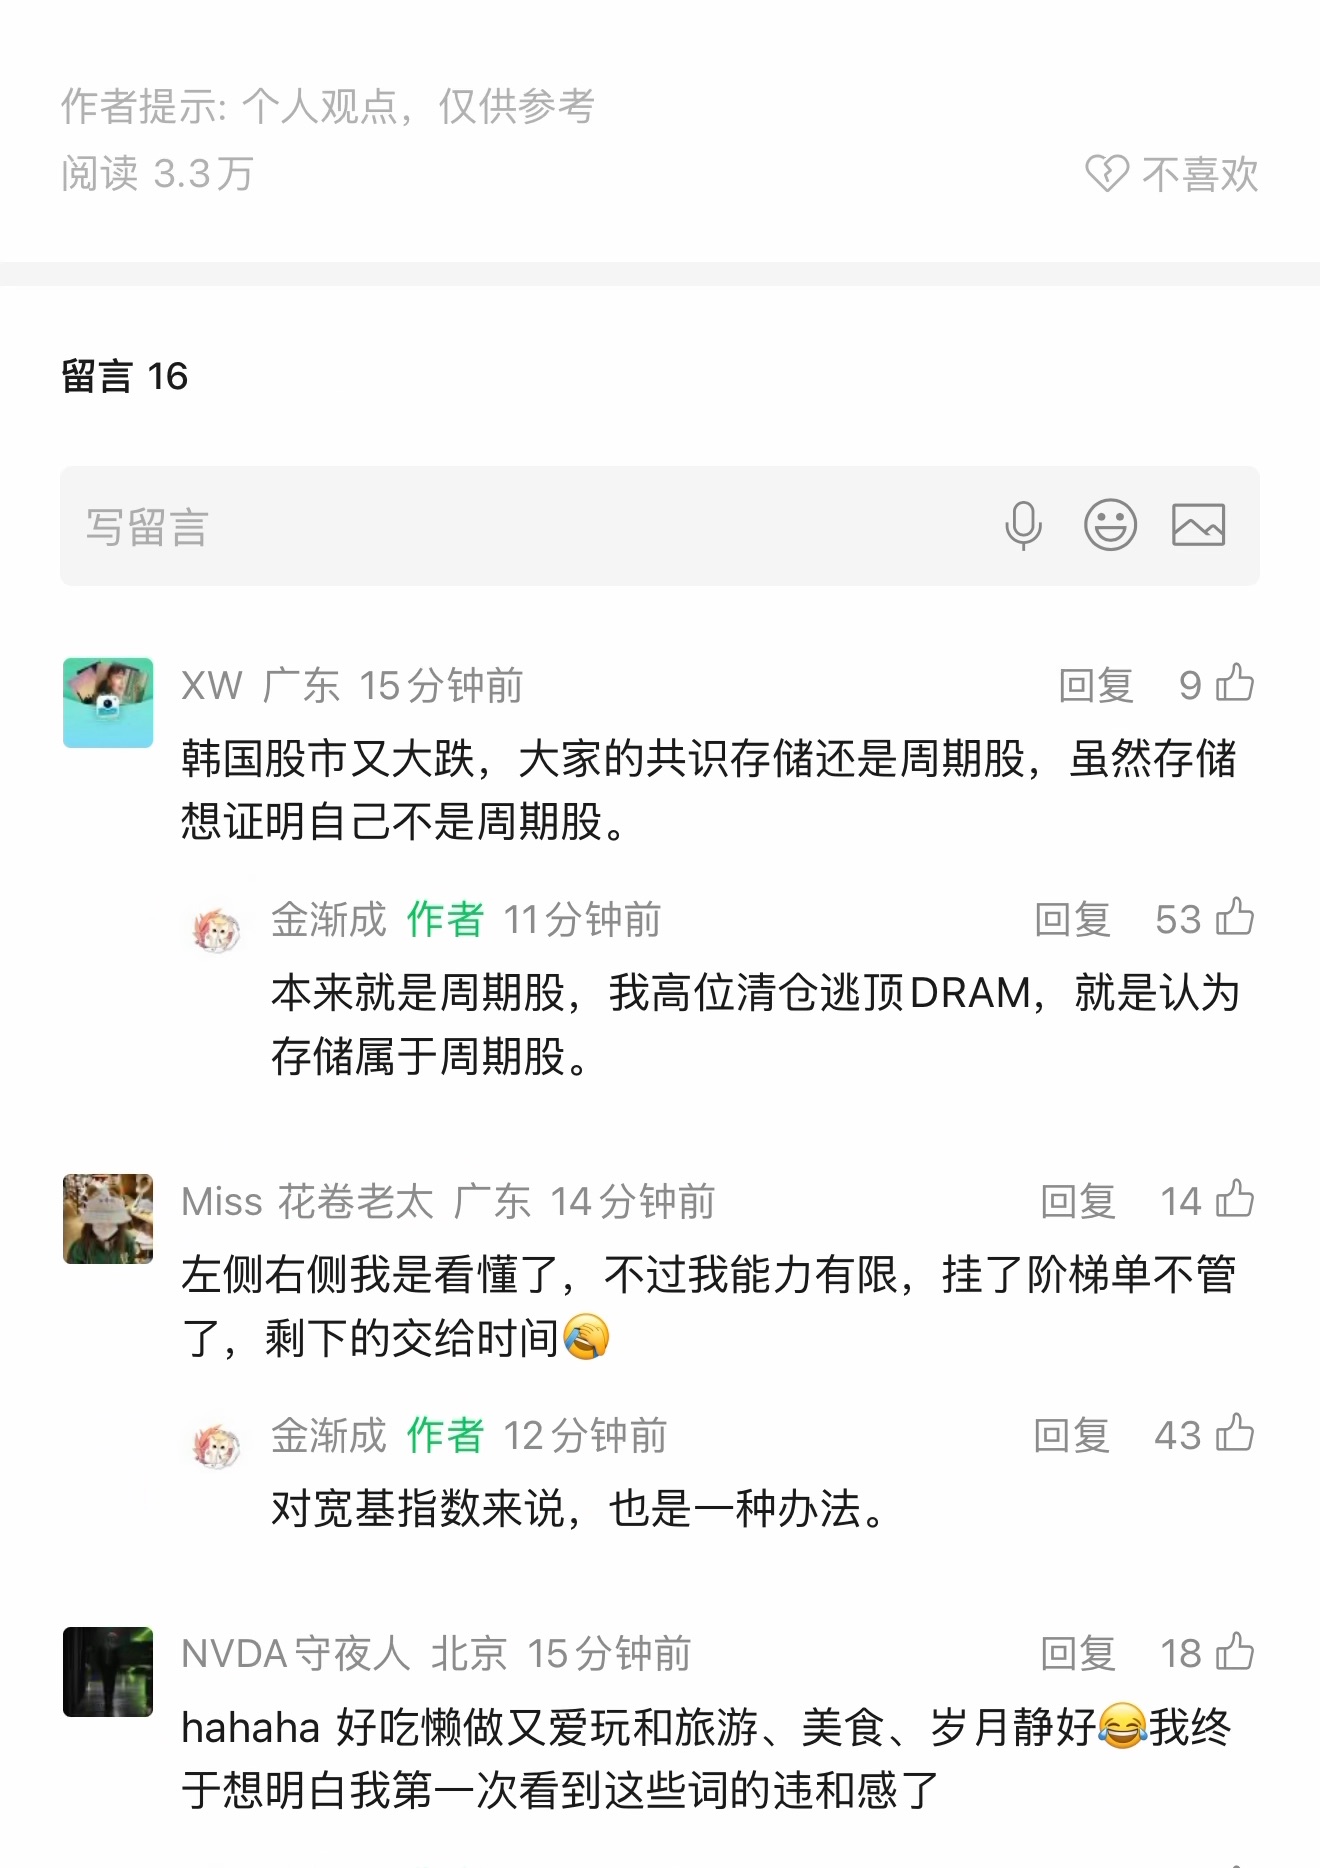 作者提示: 个人观点，仅供参考
阅读 3.3万
不喜欢
留言 16
写留言
XW 广东 15分钟前 回复 9
韩国股市又大跌，大家的共识存储还是周期股，虽然存储
想证明自己不是周期股。
金渐成 作者 11分钟前 回复 53
本来就是周期股，我高位清仓逃顶DRAM，就是认为
存储属于周期股。
Miss 花卷老太 广东 14分钟前 回复 14
左侧右侧我是看懂了，不过我能力有限，挂了阶梯单不管
了，剩下的交给时间🤦
金渐成 作者 12分钟前 回复 43
对宽基指数来说，也是一种办法。
NVDA守夜人 北京 15分钟前 回复 18
hahaha 好吃懒做又爱玩和旅游、美食、岁月静好😂我终
于想明白我第一次看到这些词的违和感了